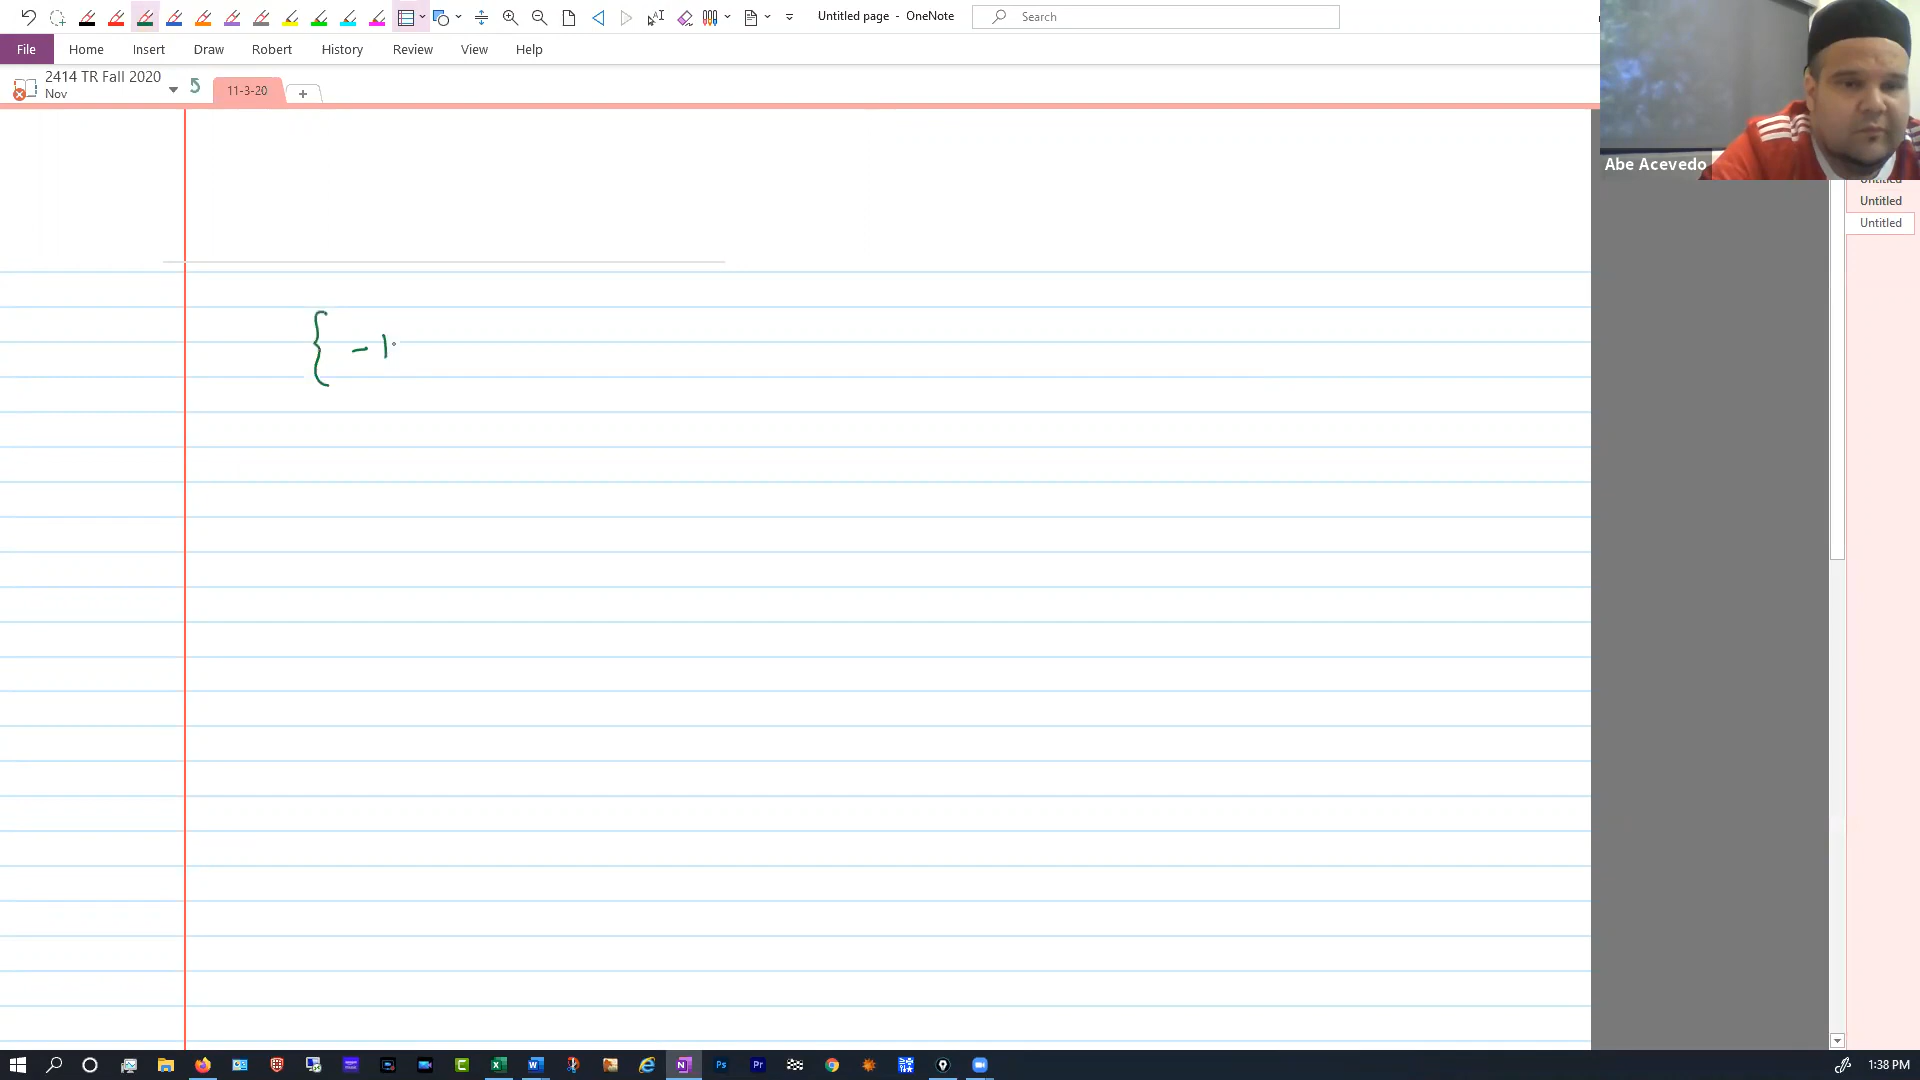 Untitled page - OneNote
Search
File Home Insert Draw Robert History Review View Help
2414 TR Fall 2020
Nov
11-3-20
Abe Acevedo
Untitled
Untitled
Untitled
{ -1
1:38 PM